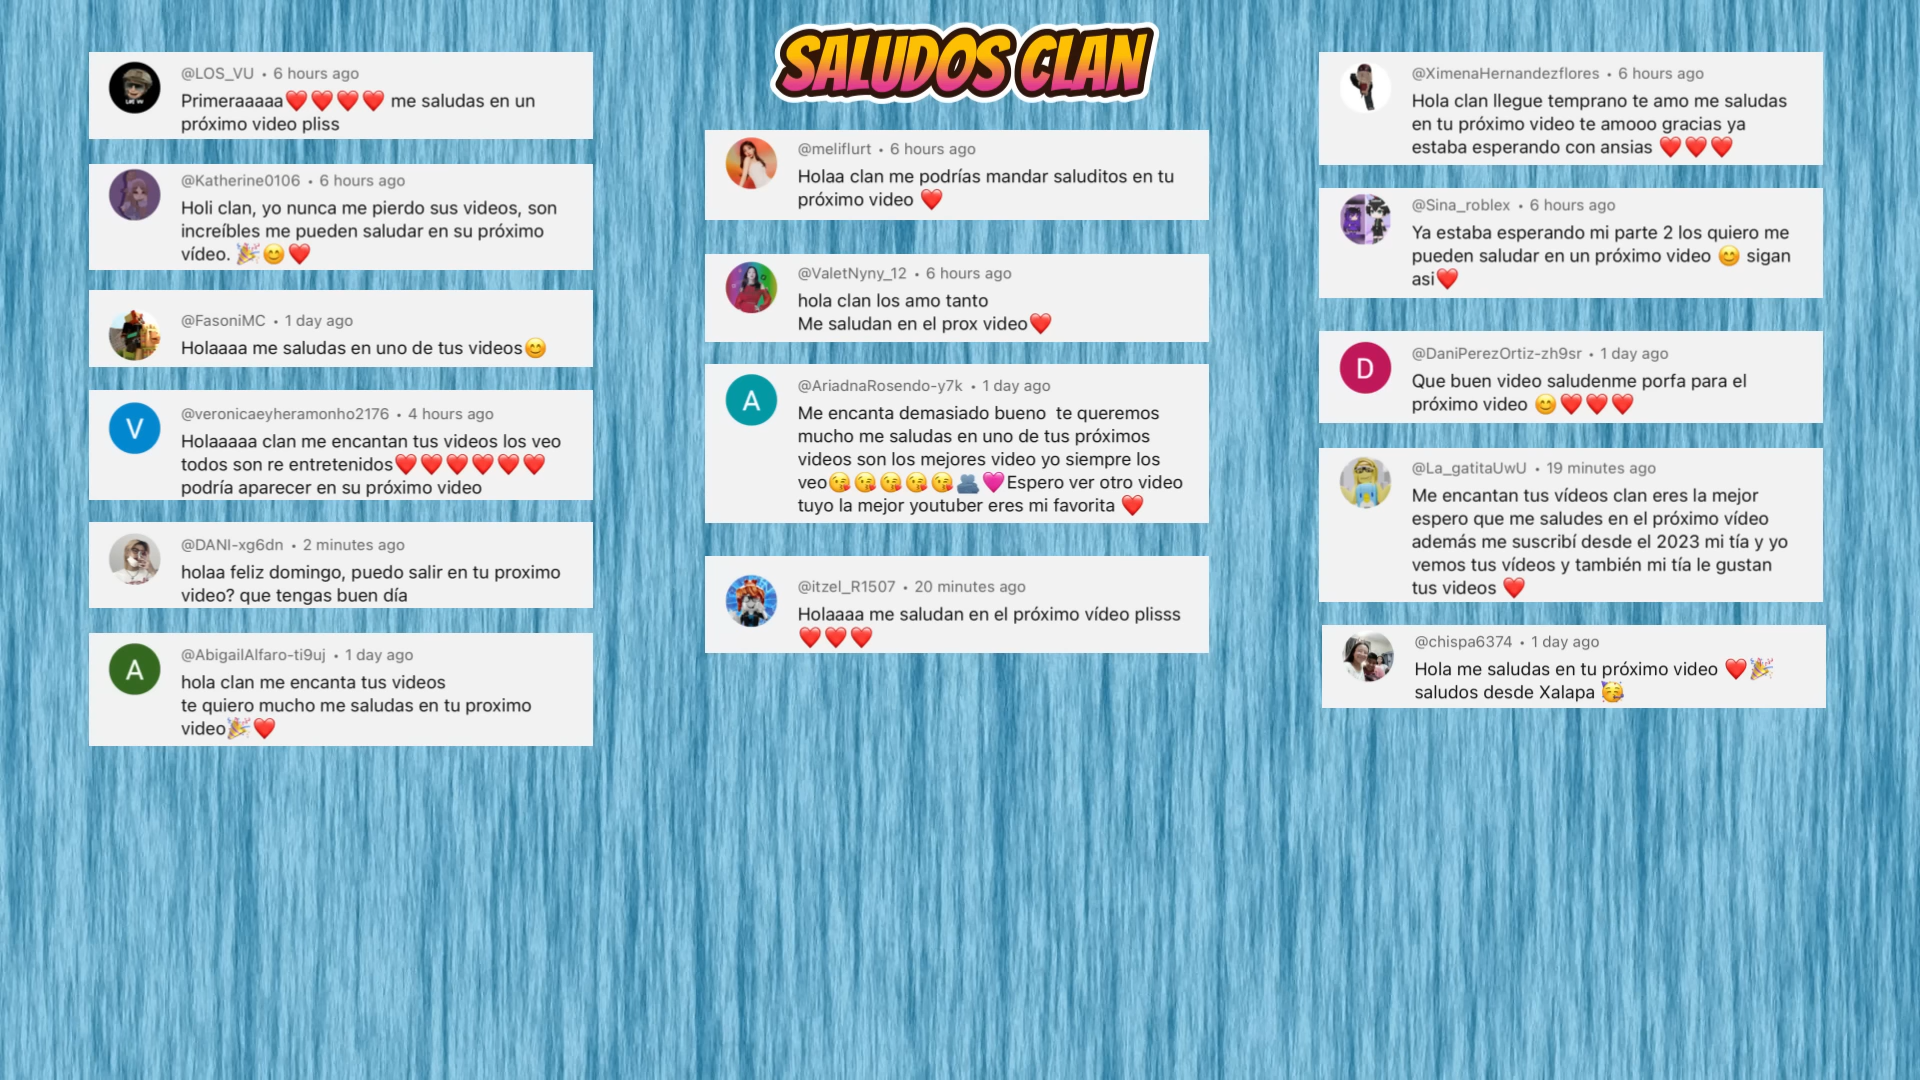 SALUDOS CLAN
@LOS_VU • 6 hours ago
Primeraaaaa❤️❤️❤️❤️ me saludas en un
próximo video pliss
@Katherine0106 • 6 hours ago
Holi clan, yo nunca me pierdo sus videos, son
increíbles me pueden saludar en su próximo
vídeo. 🎉😊❤️
@FasoniMC • 1 day ago
Holaaaa me saludas en uno de tus videos😊
V
@veronicaeyheramonho2176 • 4 hours ago
Holaaaaa clan me encantan tus videos los veo
todos son re entretenidos❤️❤️❤️❤️❤️❤️
podría aparecer en su próximo video
@DANI-xg6dn • 2 minutes ago
holaa feliz domingo, puedo salir en tu proximo
video? que tengas buen día
A
@AbigailAlfaro-ti9uj • 1 day ago
hola clan me encanta tus videos
te quiero mucho me saludas en tu proximo
video🎉❤️
@meliflurt • 6 hours ago
Holaa clan me podrías mandar saluditos en tu
próximo video ❤️
@ValetNyny_12 • 6 hours ago
hola clan los amo tanto
Me saludan en el prox video❤️
A
@AriadnaRosendo-y7k • 1 day ago
Me encanta demasiado bueno  te queremos
mucho me saludas en uno de tus próximos
videos son los mejores video yo siempre los
veo😘😘😘😘😘🫂💗Espero ver otro video
tuyo la mejor youtuber eres mi favorita ❤️
@itzel_R1507 • 20 minutes ago
Holaaaa me saludan en el próximo vídeo plisss
❤️❤️❤️
@XimenaHernandezflores • 6 hours ago
Hola clan llegue temprano te amo me saludas
en tu próximo video te amooo gracias ya
estaba esperando con ansias ❤️❤️❤️
@Sina_roblex • 6 hours ago
Ya estaba esperando mi parte 2 los quiero me
pueden saludar en un próximo video 😊 sigan
asi❤️
D
@DaniPerezOrtiz-zh9sr • 1 day ago
Que buen video saludenme porfa para el
próximo video 😊❤️❤️❤️
@La_gatitaUwU • 19 minutes ago
Me encantan tus vídeos clan eres la mejor
espero que me saludes en el próximo vídeo
además me suscribí desde el 2023 mi tía y yo
vemos tus vídeos y también mi tía le gustan
tus videos ❤️
@chispa6374 • 1 day ago
Hola me saludas en tu próximo video ❤️🎉
saludos desde Xalapa 🥳